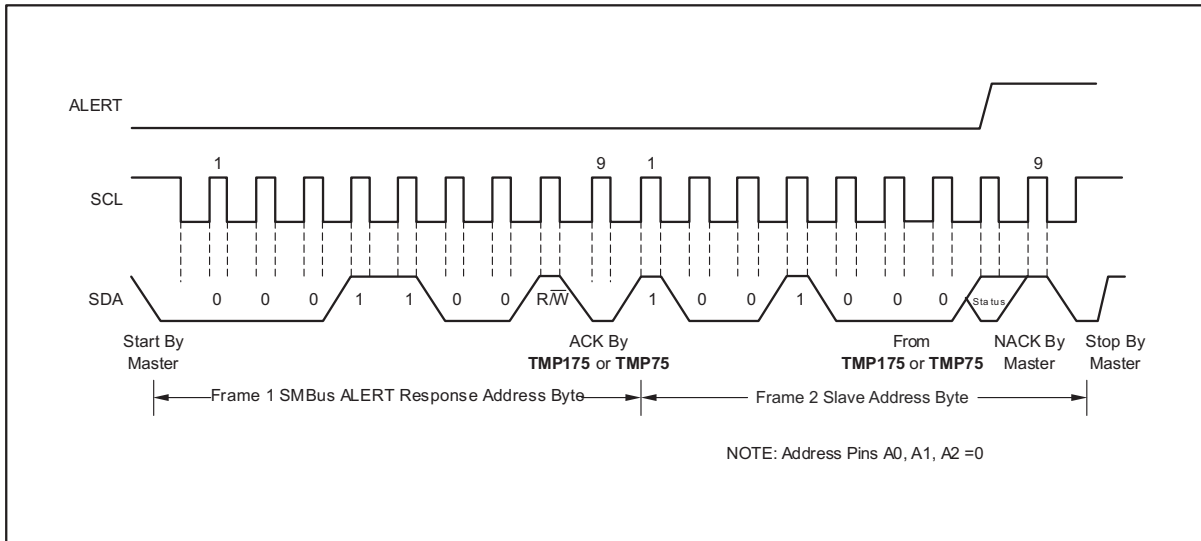 ALERT
1 9 1 9
SCL
SDA 0 0 0 1 1 0 0 R/W 1 0 0 1 0 0 0 Status
Start By
Master
ACK By
TMP175 or TMP75
From
TMP175 or TMP75
NACK By
Master
Stop By
Master
Frame 1 SMBus ALERT Response Address Byte
Frame 2 Slave Address Byte
NOTE: Address Pins A0, A1, A2 =0